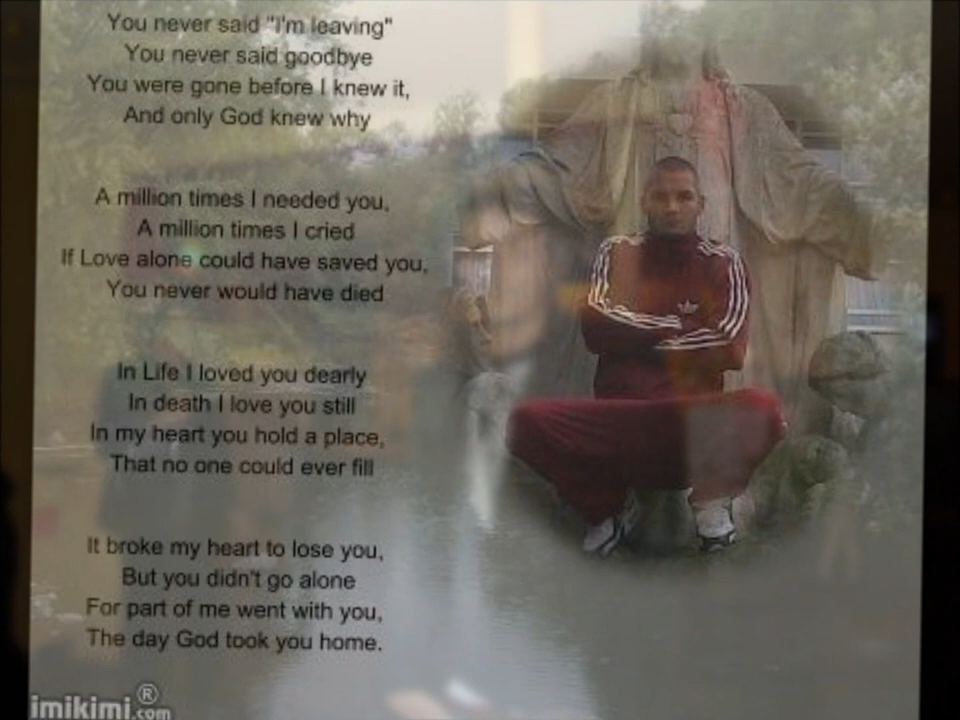 You never said "I'm leaving"
You never said goodbye
You were gone before I knew it,
And only God knew why
A million times I needed you,
A million times I cried
If Love alone could have saved you,
You never would have died
In Life I loved you dearly
In death I love you still
In my heart you hold a place,
That no one could ever fill
It broke my heart to lose you,
But you didn't go alone
For part of me went with you,
The day God took you home.
imikimi®.com